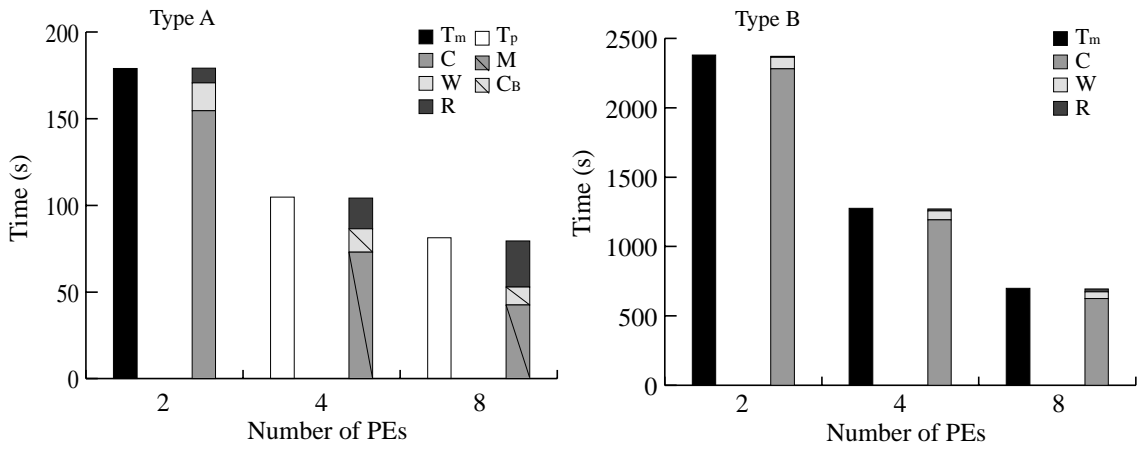 Type A
Time (s)
200
150
100
50
0
2
4
8
Number of PEs
Tm
C
W
R
Tp
M
CB
Type B
Time (s)
2500
2000
1500
1000
500
0
2
4
8
Number of PEs
Tm
C
W
R